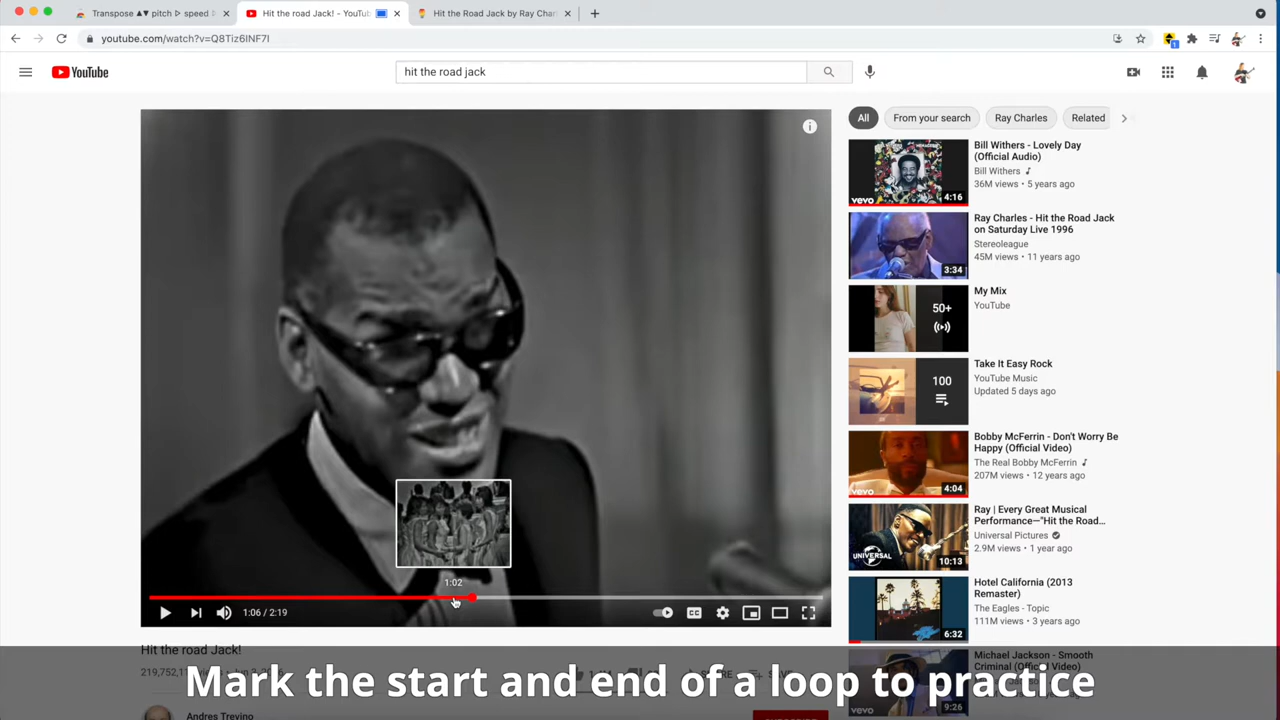 Transpose ▲▼ pitch ▷ speed
Hit the road Jack! - YouTu
Hit the Road Jack by Ray Char
youtube.com/watch?v=Q8Tiz6INF7I
1
YouTube
hit the road jack
All
From your search
Ray Charles
Related
Bill Withers - Lovely Day
(Official Audio)
Bill Withers
36M views • 5 years ago
vevo
4:16
Ray Charles - Hit the Road Jack
on Saturday Live 1996
Stereoleague
45M views • 11 years ago
3:34
My Mix
YouTube
50+
Take It Easy Rock
YouTube Music
Updated 5 days ago
100
Bobby McFerrin - Don't Worry Be
Happy (Official Video)
The Real Bobby McFerrin
207M views • 12 years ago
vevo
4:04
Ray | Every Great Musical
Performance—"Hit the Road...
Universal Pictures
2.9M views • 1 year ago
UNIVERSAL
10:13
Hotel California (2013
Remaster)
The Eagles - Topic
111M views • 3 years ago
6:32
Michael Jackson - Smooth
Criminal (Official Video)
vevo
9:26
1:02
1:06 / 2:19
CC
Hit the road Jack!
Mark the start and end of a loop to practice
Andres Trevino